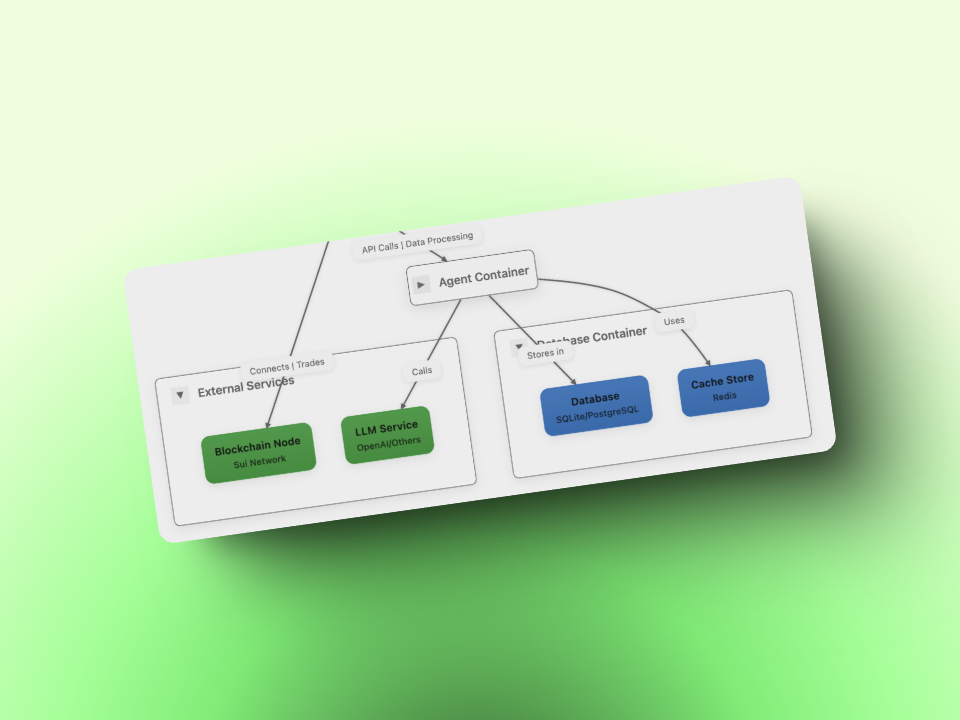 API Calls | Data Processing
Agent Container
Connects | Trades
External Services
Calls
Uses
Database Container
Stores in
Blockchain Node
Sui Network
LLM Service
OpenAI/Others
Database
SQLite/PostgreSQL
Cache Store
Redis